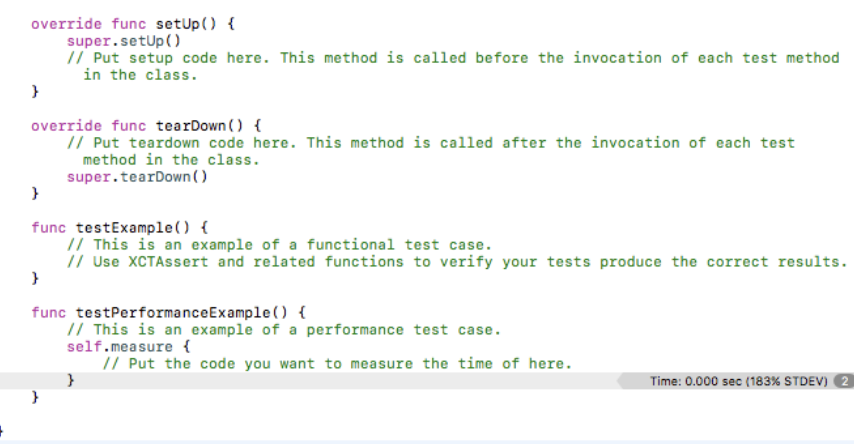 override func setUp() {
super.setUp()
// Put setup code here. This method is called before the invocation of each test method
in the class.
}
override func tearDown() {
// Put teardown code here. This method is called after the invocation of each test
method in the class.
super.tearDown()
}
func testExample() {
// This is an example of a functional test case.
// Use XCTAssert and related functions to verify your tests produce the correct results.
}
func testPerformanceExample() {
// This is an example of a performance test case.
self.measure {
// Put the code you want to measure the time of here.
} Time: 0.000 sec (183% STDEV) 2
}
}